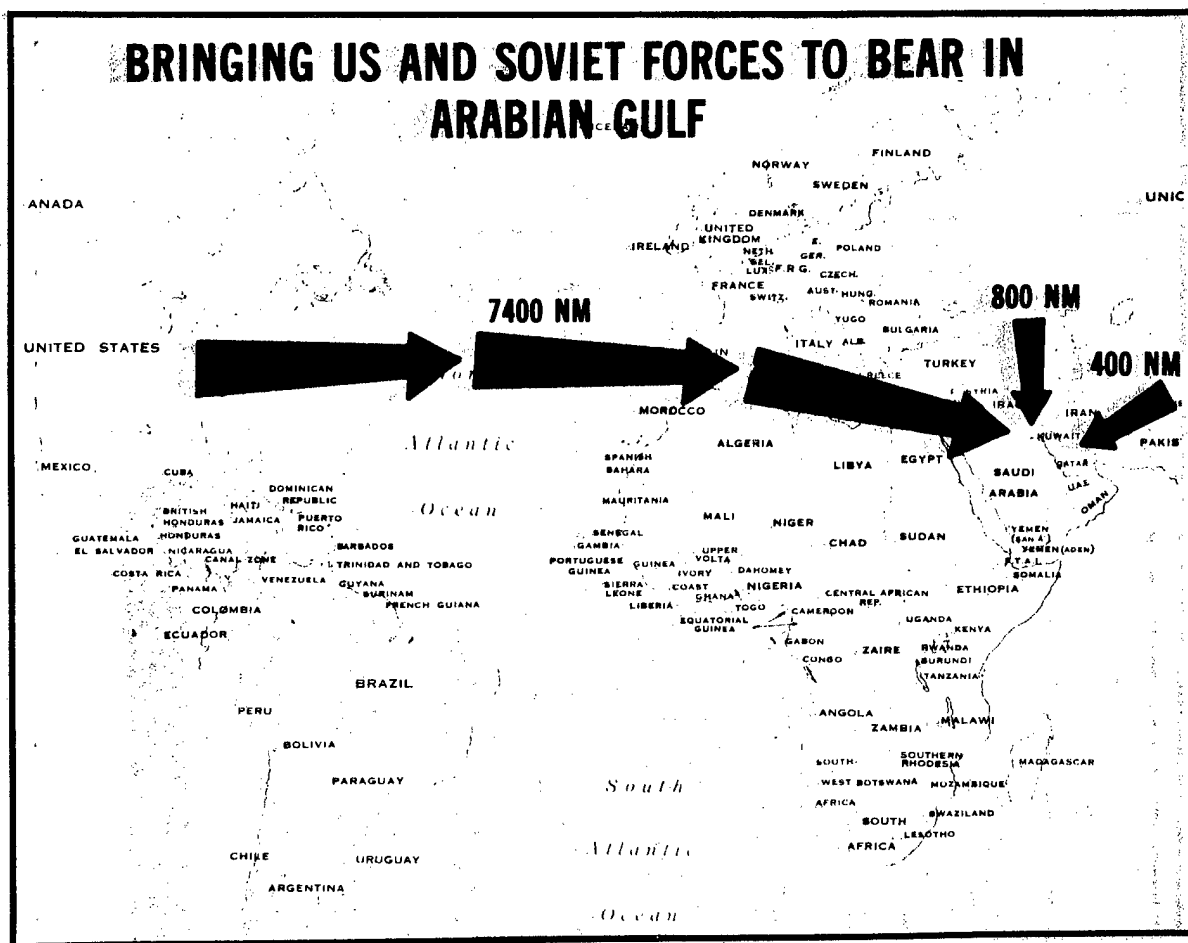 BRINGING US AND SOVIET FORCES TO BEAR IN
ARABIAN GULF
NORWAY
FINLAND
SWEDEN
ANADA
UNIC
DENMARK
UNITED
KINGDOM
IRELAND
E.
GER.
POLAND
NETH.
BEL.
LUX.
F.R.G.
CZECH.
FRANCE
SWITZ.
AUST.
HUNG.
ROMANIA
YUGO
BULGARIA
7400 NM
800 NM
400 NM
UNITED STATES
ITALY
ALB.
TURKEY
IRAN
MOROCCO
KUWAIT
PAKIS
Atlantic
Ocean
ALGERIA
LIBYA
EGYPT
SAUDI
ARABIA
QATAR
UAE
OMAN
MEXICO
CUBA
SPANISH
SAHARA
DOMINICAN
REPUBLIC
HAITI
JAMAICA
PUERTO
RICO
BRITISH
HONDURAS
HONDURAS
GUATEMALA
EL SALVADOR
NICARAGUA
CANAL ZONE
BARBADOS
COSTA RICA
TRINIDAD AND TOBAGO
PANAMA
VENEZUELA
GUYANA
SURINAM
FRENCH GUIANA
COLOMBIA
ECUADOR
MAURITANIA
MALI
NIGER
CHAD
SUDAN
YEMEN
(SAN'A)
YEMEN (ADEN)
F.T.A.I.
SOMALIA
SENEGAL
GAMBIA
PORTUGUESE
GUINEA
GUINEA
UPPER
VOLTA
DAHOMEY
IVORY
COAST
GHANA
NIGERIA
SIERRA
LEONE
LIBERIA
TOGO
CENTRAL AFRICAN
REP.
ETHIOPIA
EQUATORIAL
GUINEA
CAMEROON
UGANDA
KENYA
GABON
CONGO
ZAIRE
RWANDA
BURUNDI
TANZANIA
BRAZIL
PERU
ANGOLA
ZAMBIA
MALAWI
BOLIVIA
SOUTHERN
RHODESIA
MADAGASCAR
PARAGUAY
South
SOUTH
WEST
AFRICA
BOTSWANA
MOZAMBIQUE
SWAZILAND
SOUTH
AFRICA
LESOTHO
CHILE
URUGUAY
Atlantic
ARGENTINA
Ocean